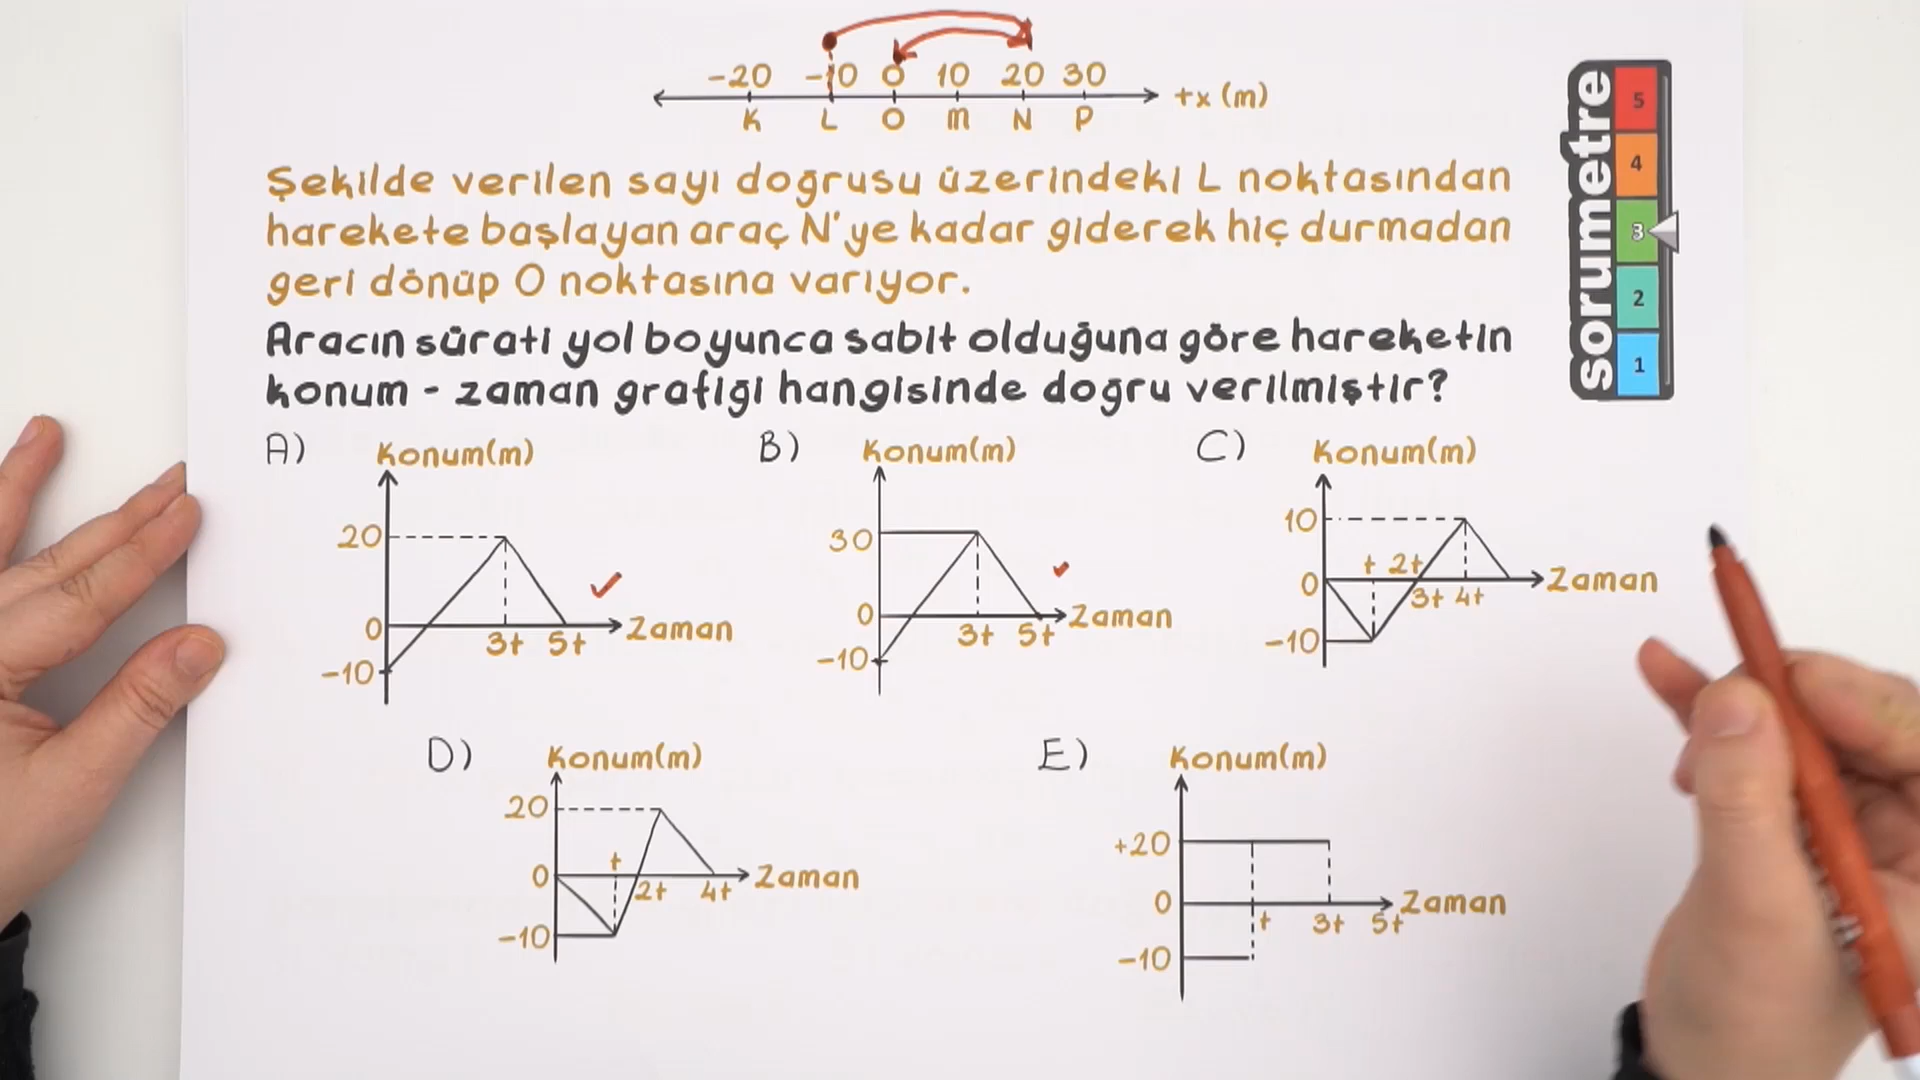 -20 -10 0 10 20 30
+x (m)
K L O M N P
Şekilde verilen sayı doğrusu üzerindeki L noktasından
harekete başlayan araç N'ye kadar giderek hiç durmadan
geri dönüp O noktasına varıyor.
Aracın sürati yol boyunca sabit olduğuna göre hareketin
konum - zaman grafiği hangisinde doğru verilmiştir?
sorumetre
5
4
3
2
1
A) Konum(m)
20
0
-10
3t 5t Zaman
B) Konum(m)
30
0
-10
3t 5t Zaman
C) Konum(m)
10
0
-10
t 2t
3t 4t
Zaman
D) Konum(m)
20
0
-10
t
2t 4t
Zaman
E) Konum(m)
+20
0
-10
t 3t 5t
Zaman